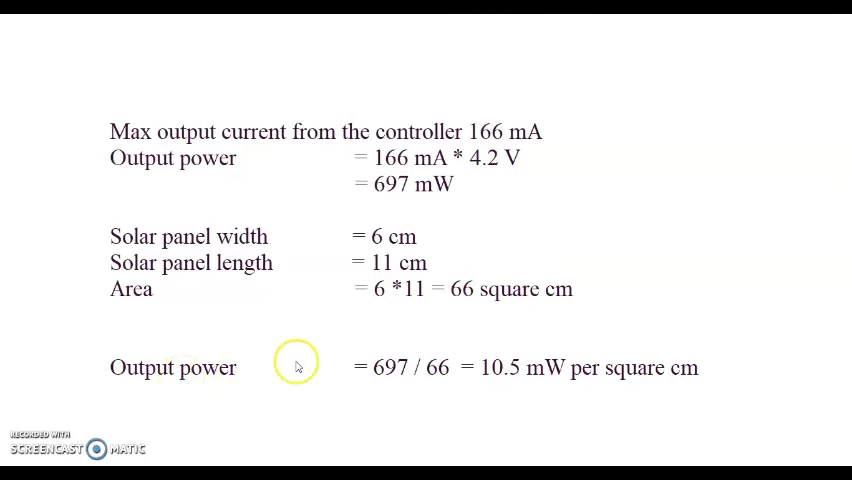 Max output current from the controller 166 mA
Output power = 166 mA * 4.2 V
= 697 mW
Solar panel width = 6 cm
Solar panel length = 11 cm
Area = 6 *11 = 66 square cm
Output power = 697 / 66 = 10.5 mW per square cm
RECORDED WITH
SCREENCAST MATIC